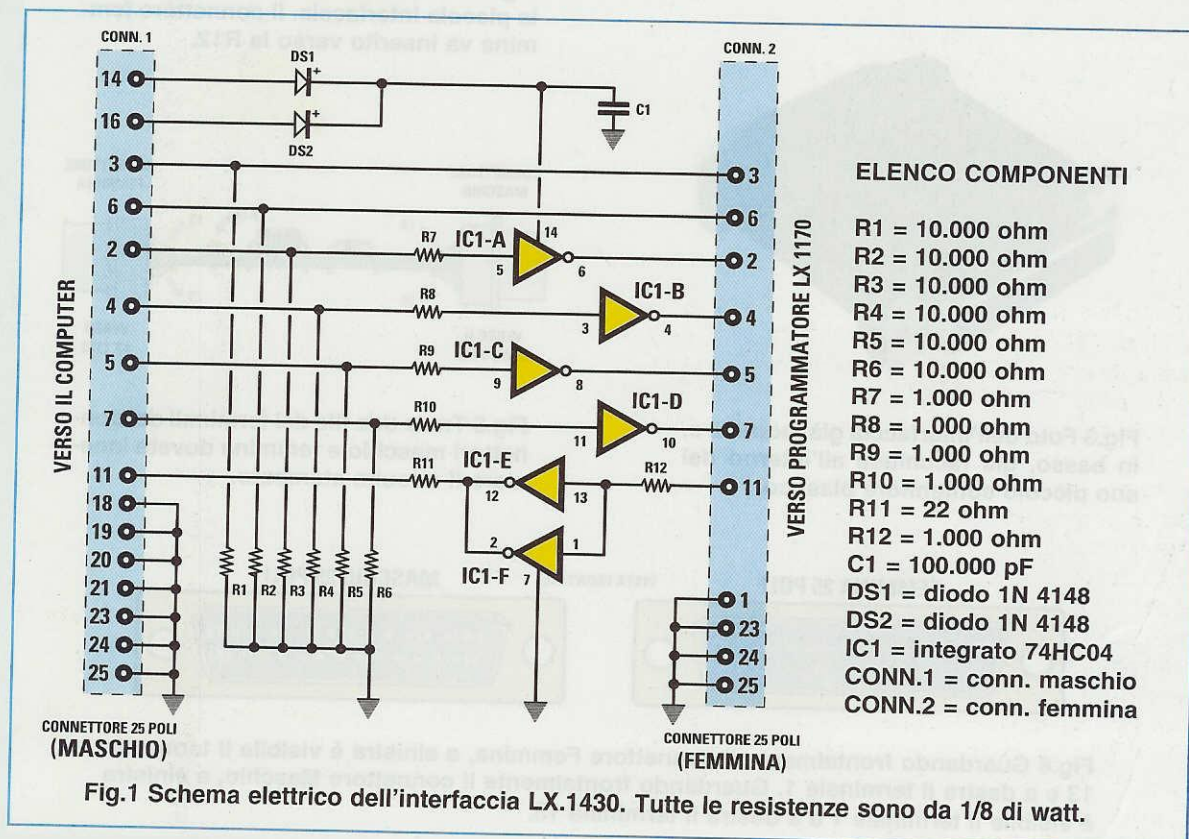 CONN. 1
CONN. 2
14
DS1
+
C1
16
+
DS2
3
3
6
6
2
R7
IC1-A
14
5
6
2
4
R8
IC1-B
3
4
4
5
R9
IC1-C
9
8
5
7
R10
IC1-D
11
10
7
11
R11
IC1-E
12
13
R12
11
18
19
2
1
20
IC1-F
7
21
R1
R2
R3
R4
R5
R6
1
23
23
24
24
25
25
VERSO IL COMPUTER
VERSO PROGRAMMATORE LX 1170
CONNETTORE 25 POLI
(MASCHIO)
CONNETTORE 25 POLI
(FEMMINA)
ELENCO COMPONENTI
R1 = 10.000 ohm
R2 = 10.000 ohm
R3 = 10.000 ohm
R4 = 10.000 ohm
R5 = 10.000 ohm
R6 = 10.000 ohm
R7 = 1.000 ohm
R8 = 1.000 ohm
R9 = 1.000 ohm
R10 = 1.000 ohm
R11 = 22 ohm
R12 = 1.000 ohm
C1 = 100.000 pF
DS1 = diodo 1N 4148
DS2 = diodo 1N 4148
IC1 = integrato 74HC04
CONN.1 = conn. maschio
CONN.2 = conn. femmina
Fig.1 Schema elettrico dell'interfaccia LX.1430. Tutte le resistenze sono da 1/8 di watt.